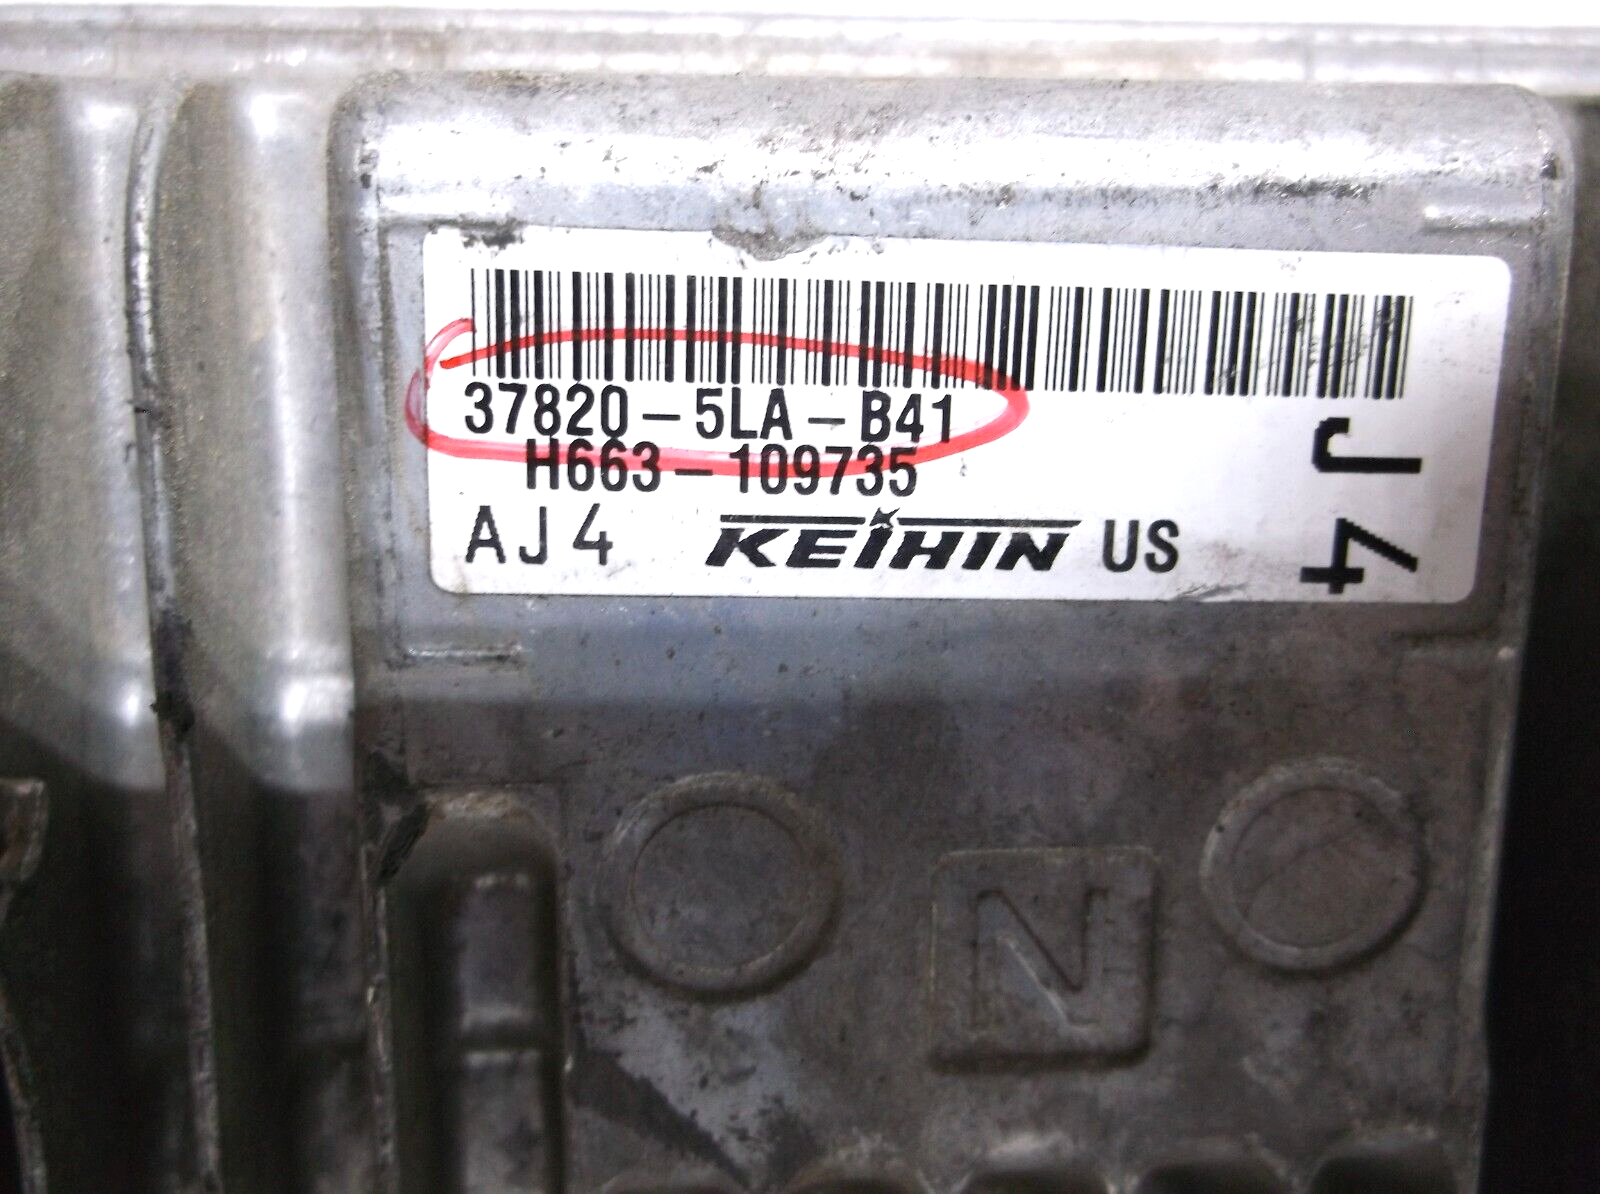 37820-5LA-B41
H663-109735
AJ4 KEIHIN US
J4
N